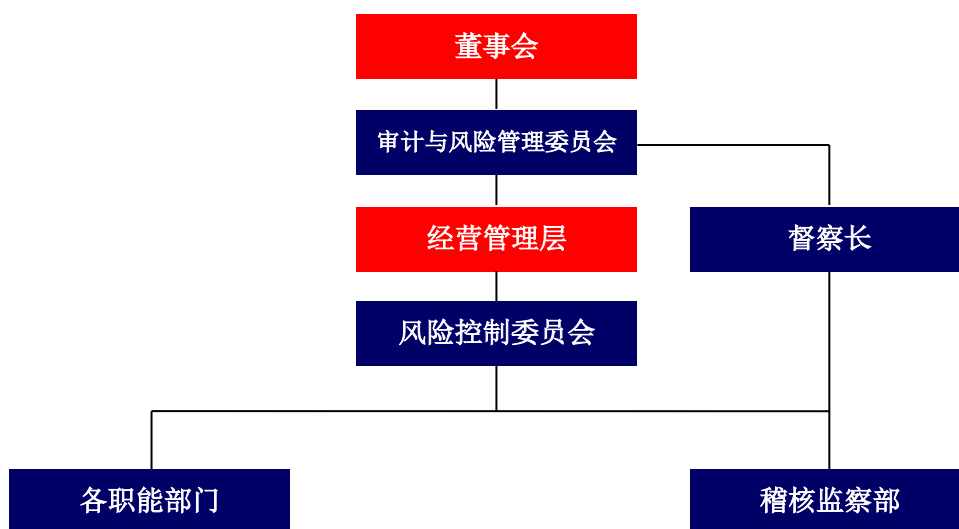 董事会
审计与风险管理委员会
经营管理层
督察长
风险控制委员会
各职能部门
稽核监察部